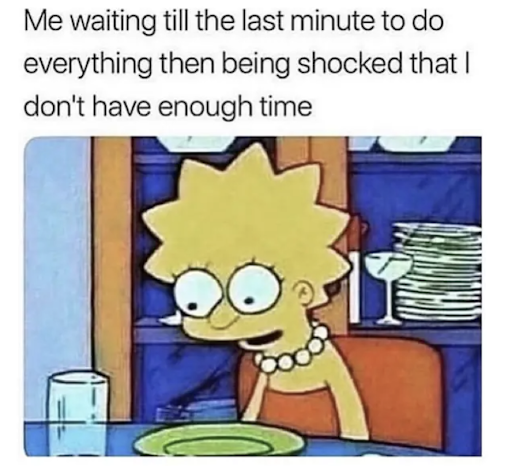 Me waiting till the last minute to do
everything then being shocked that I
don't have enough time